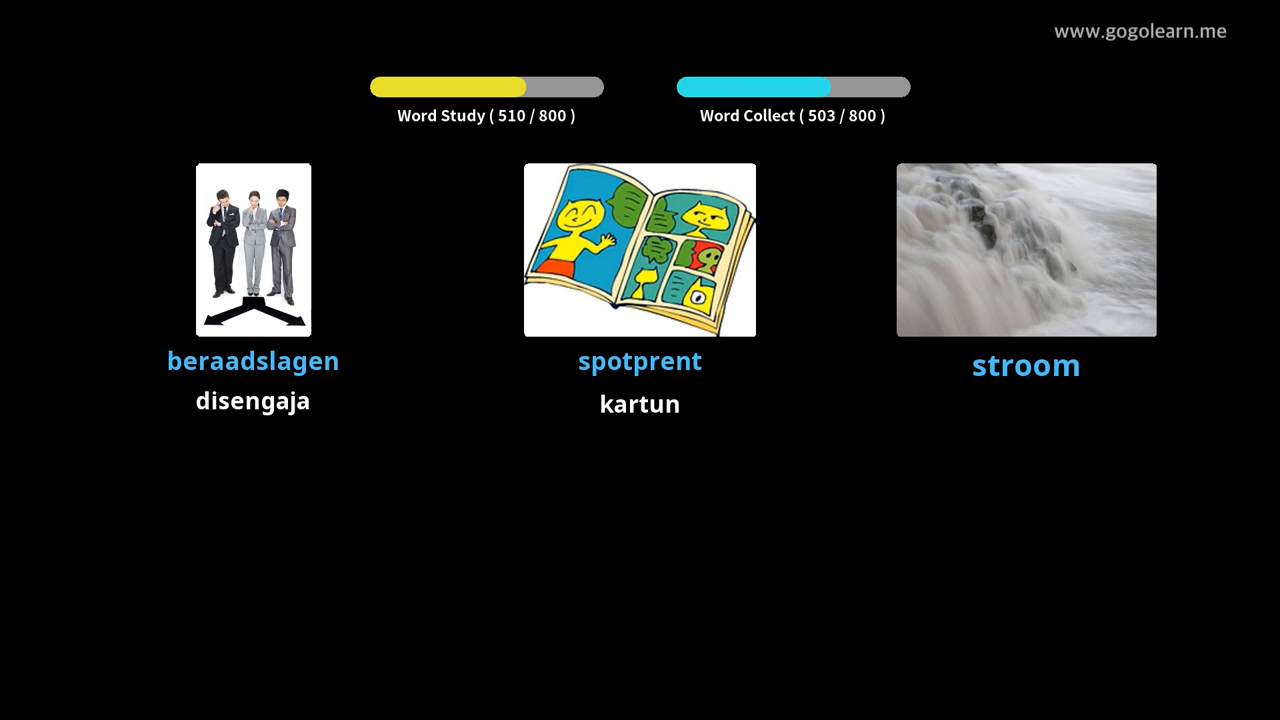 www.gogolearn.me
Word Study ( 510 / 800 )
Word Collect ( 503 / 800 )
beraadslagen
spotprent
stroom
disengaja
kartun